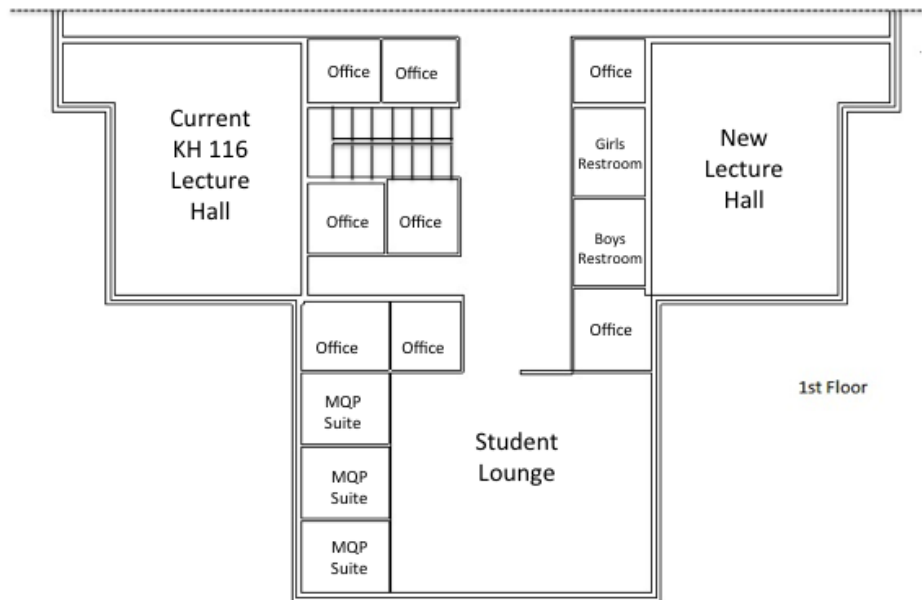 Office
Office
Office
Current
KH 116
Lecture
Hall
New
Lecture
Hall
Girls
Restroom
Office
Office
Boys
Restroom
Office
Office
Office
1st Floor
MQP
Suite
Student
Lounge
MQP
Suite
MQP
Suite